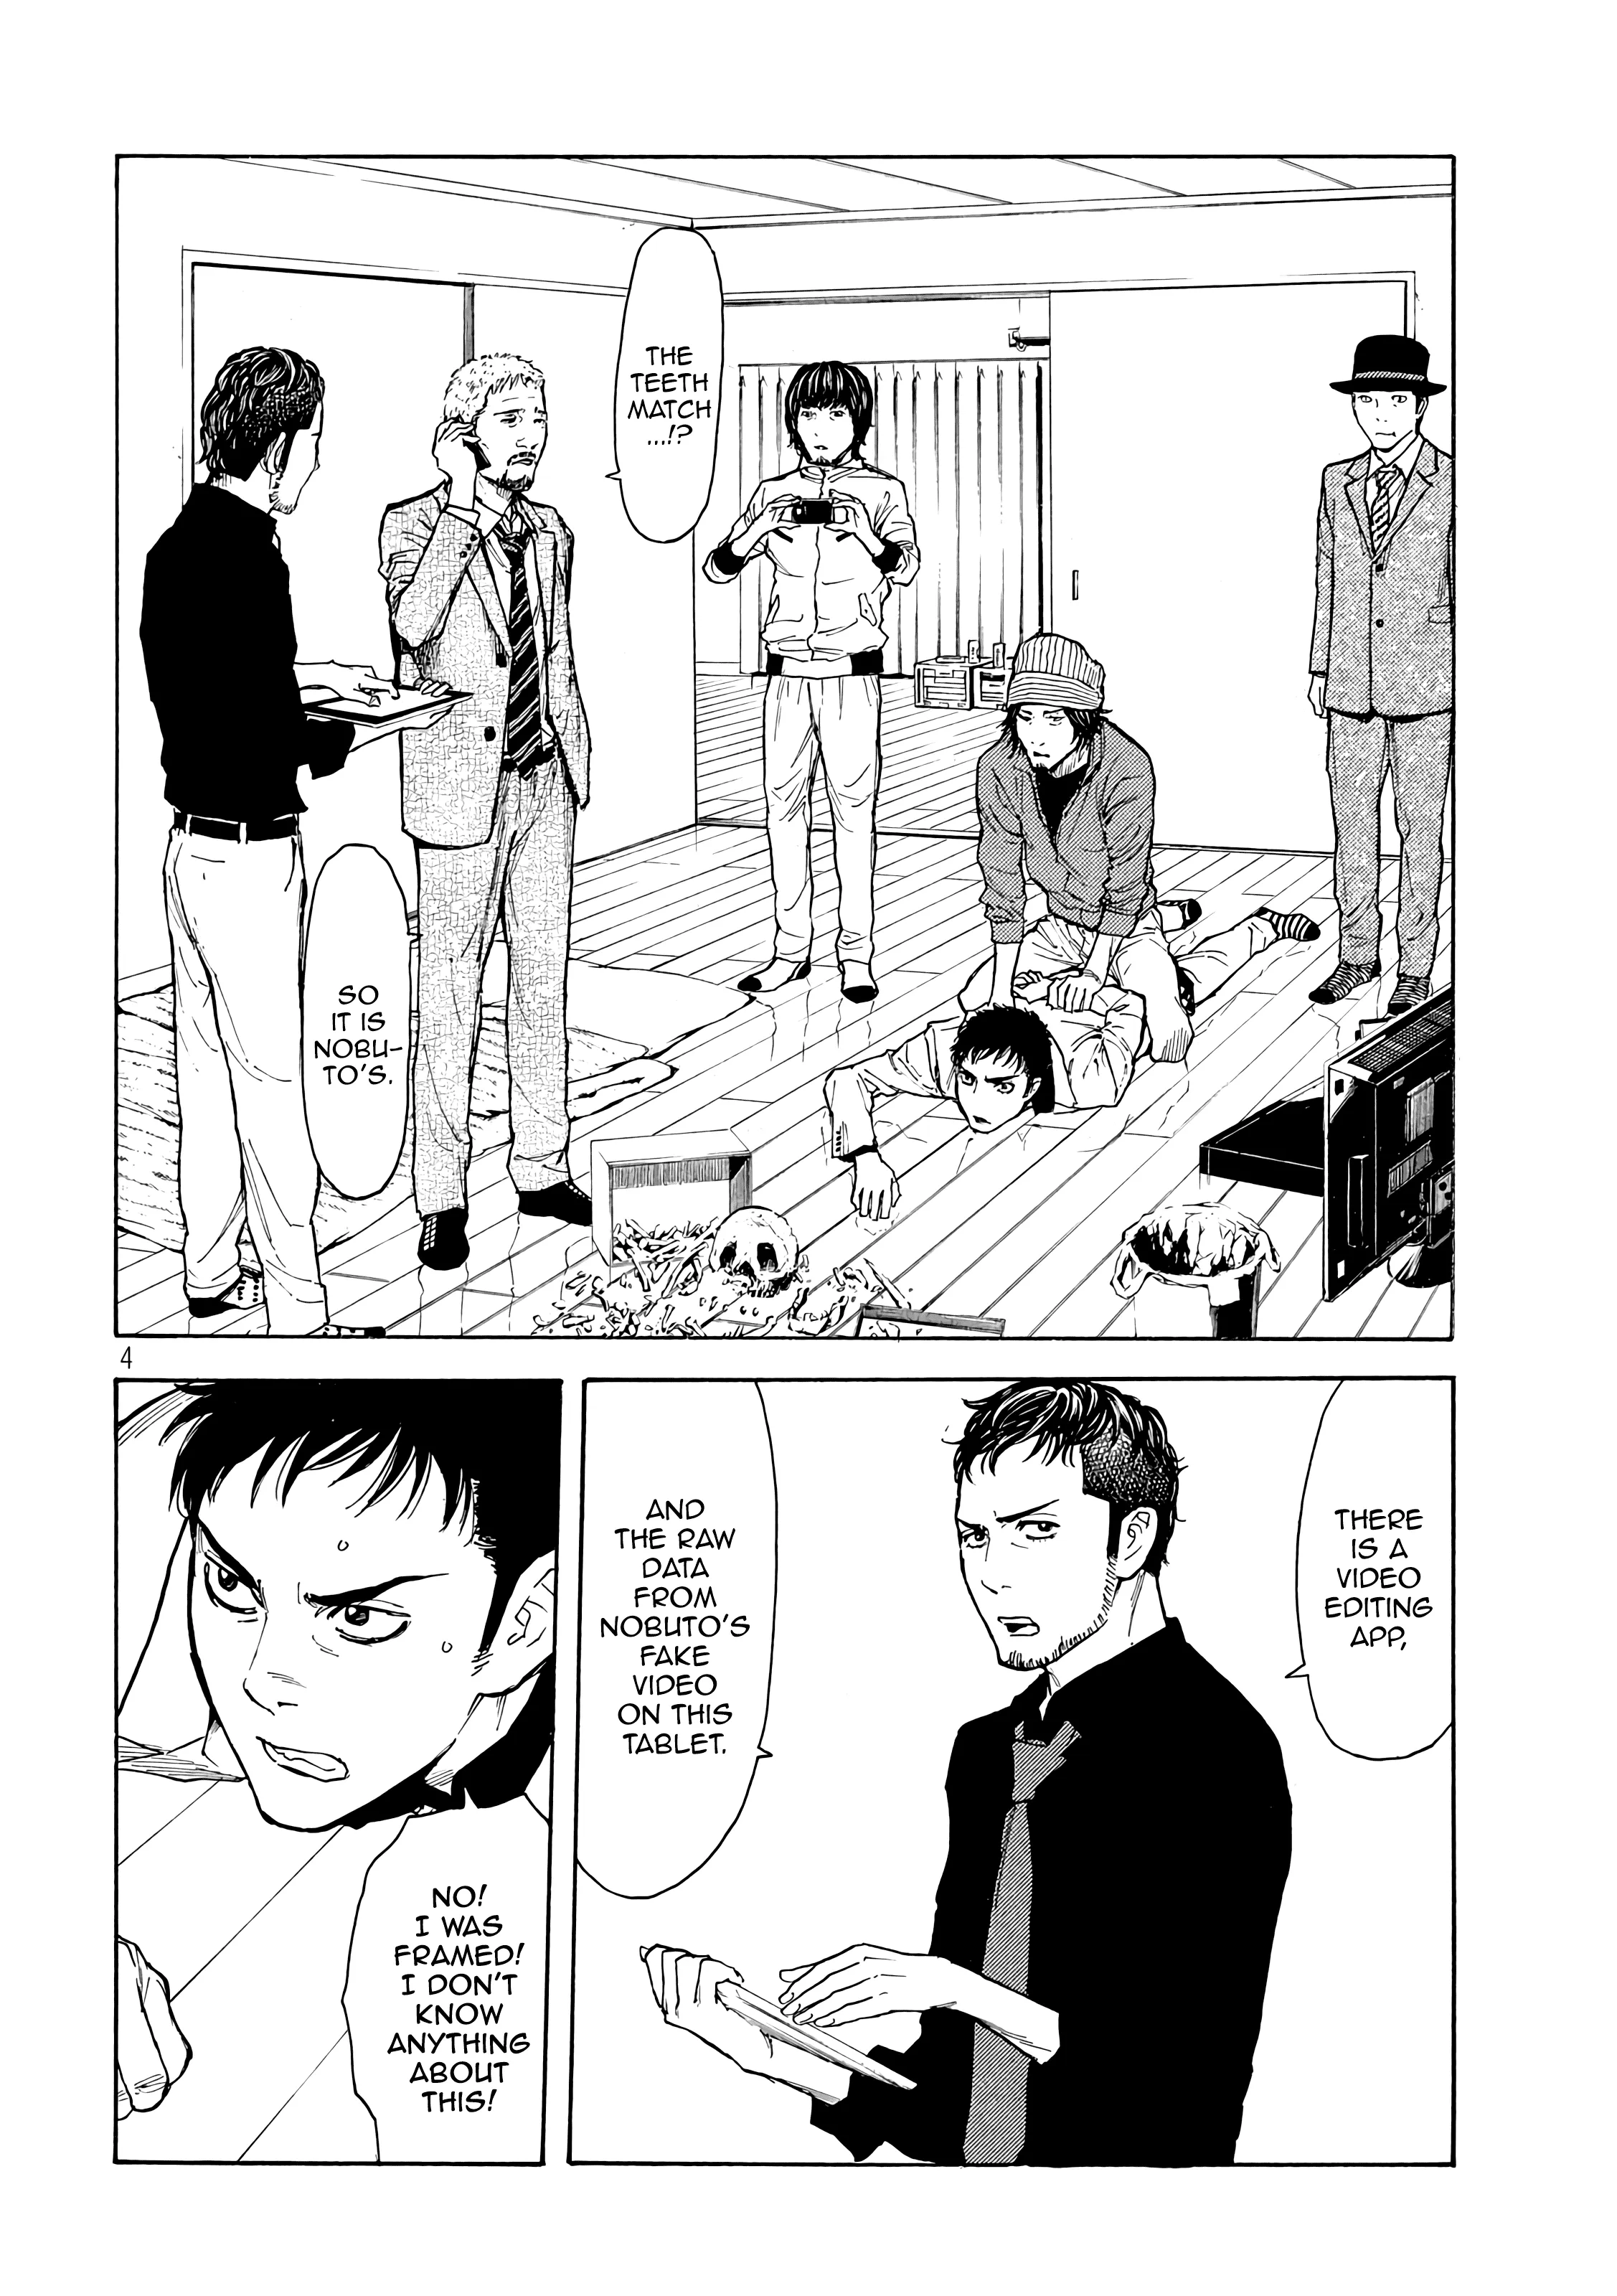 THE
TEETH
MATCH
...!?
SO
IT IS
NOBU-
TO'S.
4
THERE
IS A
VIDEO
EDITING
APP,
AND
THE RAW
DATA
FROM
NOBUTO'S
FAKE
VIDEO
ON THIS
TABLET.
NO!
I WAS
FRAMED!
I DON'T
KNOW
ANYTHING
ABOUT
THIS!